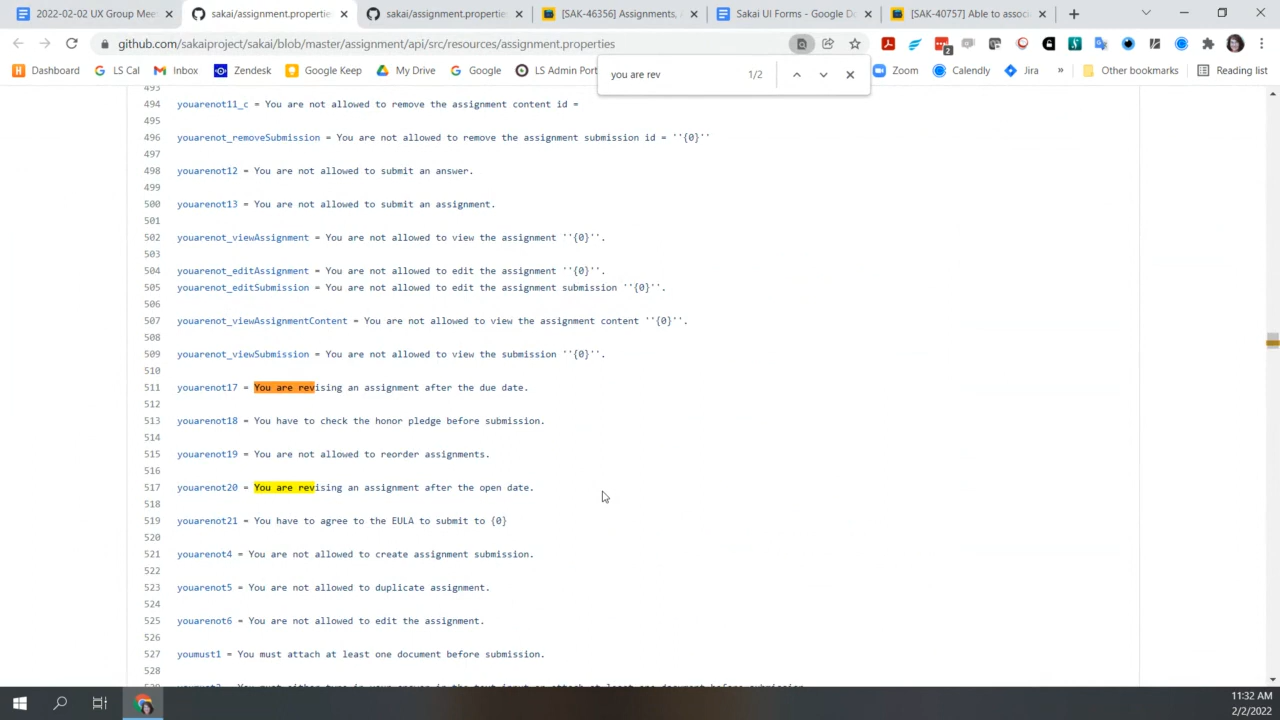 2022-02-02 UX Group Mee
sakai/assignment.properties
sakai/assignment.properties
[SAK-46356] Assignments,
Sakai UI Forms - Google D
[SAK-40757] Able to assoc
github.com/sakaiproject/sakai/blob/master/assignment/api/src/resources/assignment.properties
2
Dashboard
LS Cal
Inbox
Zendesk
Google Keep
My Drive
Google
LS Admin Port
Zoom
Calendly
Jira
»
Other bookmarks
Reading list
you are rev
1/2
493
494 youarenot11_c = You are not allowed to remove the assignment content id =
495
496 youarenot_removeSubmission = You are not allowed to remove the assignment submission id = ''{0}''
497
498 youarenot12 = You are not allowed to submit an answer.
499
500 youarenot13 = You are not allowed to submit an assignment.
501
502 youarenot_viewAssignment = You are not allowed to view the assignment ''{0}''.
503
504 youarenot_editAssignment = You are not allowed to edit the assignment ''{0}''.
505 youarenot_editSubmission = You are not allowed to edit the assignment submission ''{0}''.
506
507 youarenot_viewAssignmentContent = You are not allowed to view the assignment content ''{0}''.
508
509 youarenot_viewSubmission = You are not allowed to view the submission ''{0}''.
510
511 youarenot17 = You are revising an assignment after the due date.
512
513 youarenot18 = You have to check the honor pledge before submission.
514
515 youarenot19 = You are not allowed to reorder assignments.
516
517 youarenot20 = You are revising an assignment after the open date.
518
519 youarenot21 = You have to agree to the EULA to submit to {0}
520
521 youarenot4 = You are not allowed to create assignment submission.
522
523 youarenot5 = You are not allowed to duplicate assignment.
524
525 youarenot6 = You are not allowed to edit the assignment.
526
527 youmust1 = You must attach at least one document before submission.
528
11:32 AM
2/2/2022